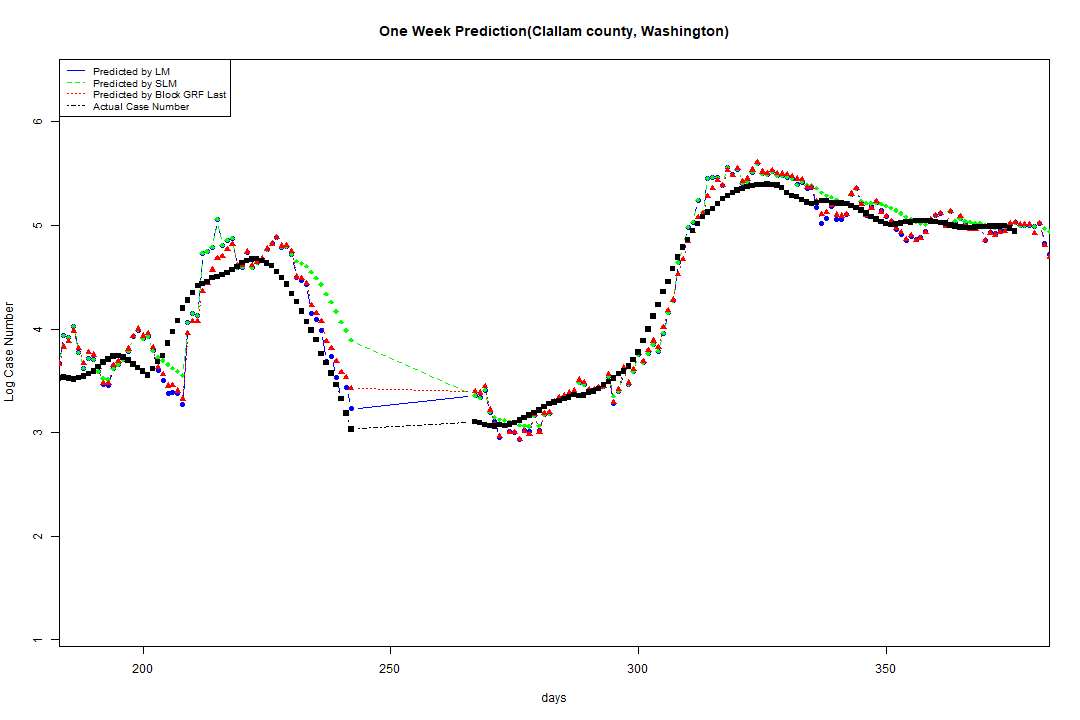 One Week Prediction(Clallam county, Washington)
Predicted by LM
Predicted by SLM
Predicted by Block GRF Last
Actual Case Number
6
5
4
3
2
1
Log Case Number
200
250
300
350
days